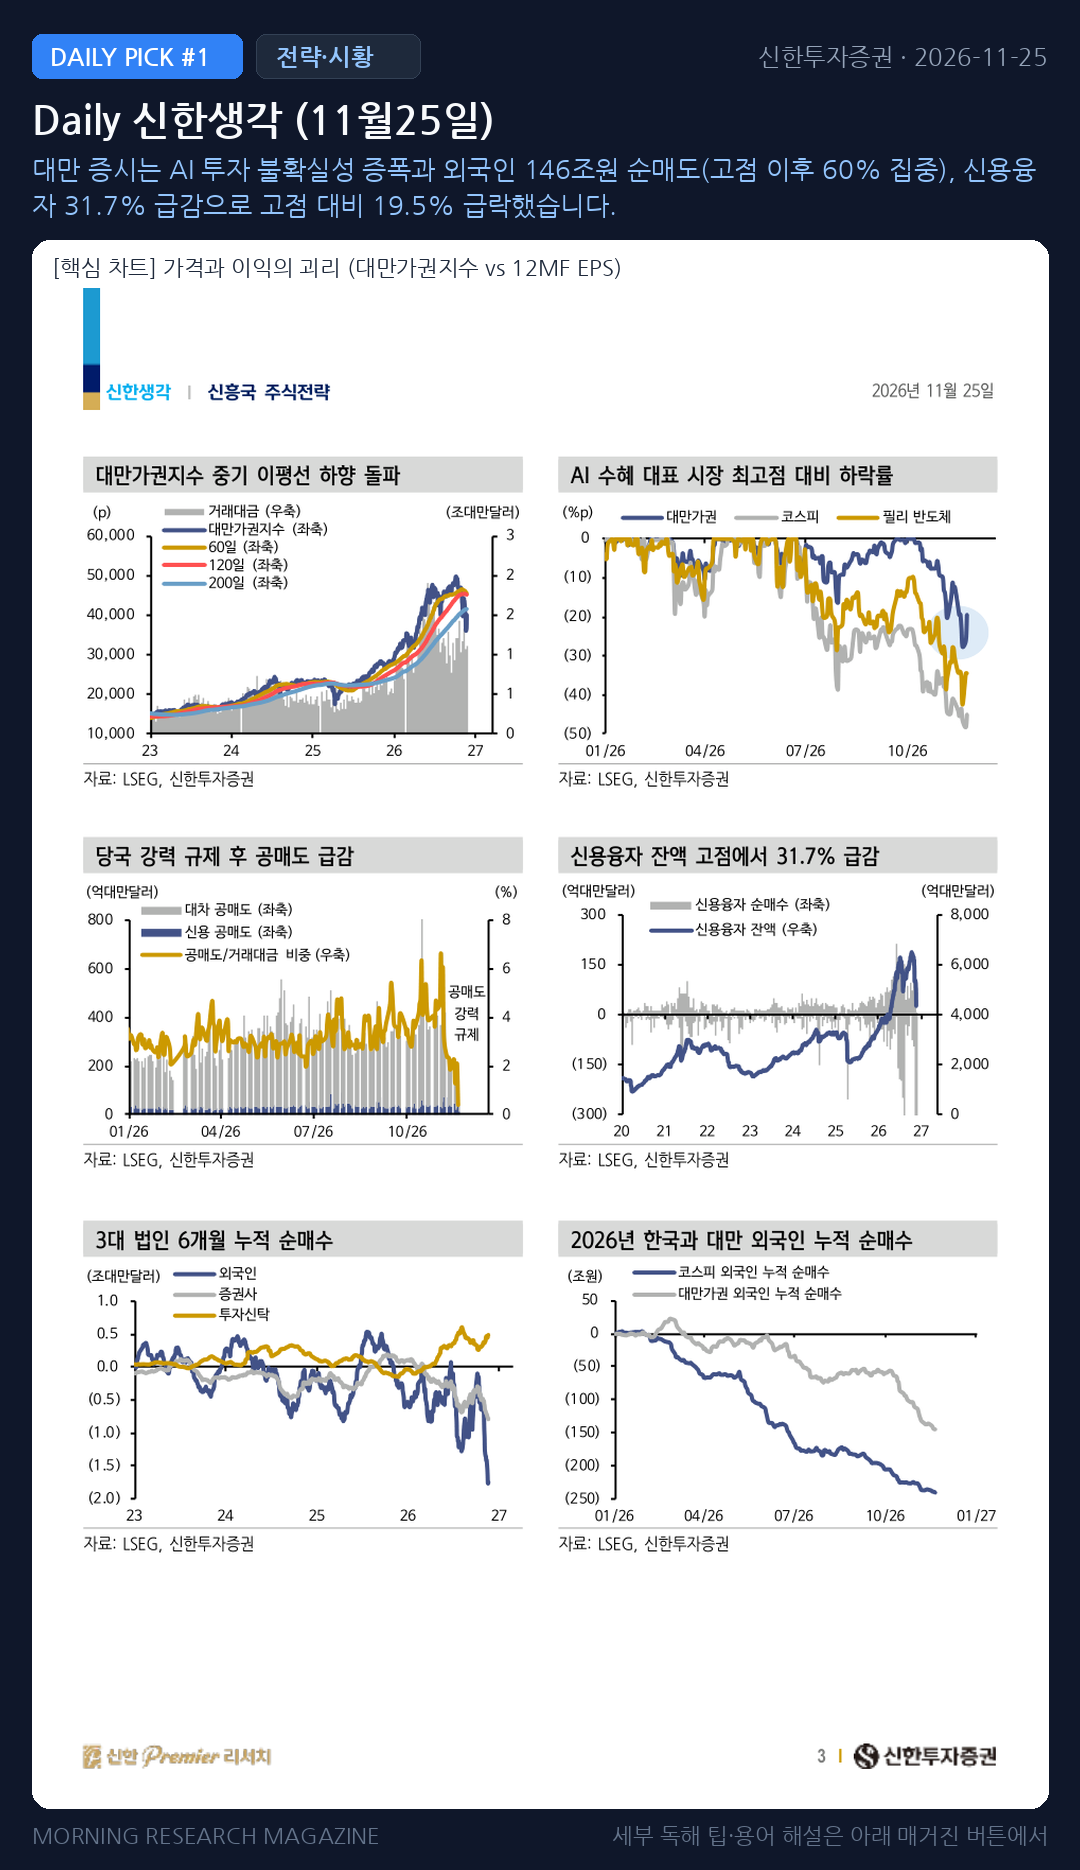 DAILY PICK #1
전략·시황
신한투자증권 · 2026-11-25
Daily 신한생각 (11월25일)
대만 증시는 AI 투자 불확실성 증폭과 외국인 146조원 순매도(고점 이후 60% 집중), 신용융
자 31.7% 급감으로 고점 대비 19.5% 급락했습니다.
[핵심 차트] 가격과 이익의 괴리 (대만가권지수 vs 12MF EPS)
신한생각 | 신흥국 주식전략
2026년 11월 25일
대만가권지수 중기 이평선 하향 돌파
(p)
(조대만달러)
거래대금 (우축)
대만가권지수 (좌축)
60일 (좌축)
120일 (좌축)
200일 (좌축)
60,000
50,000
40,000
30,000
20,000
10,000
3
2
2
1
1
0
23 24 25 26 27
자료: LSEG, 신한투자증권
AI 수혜 대표 시장 최고점 대비 하락률
(%p)
대만가권 코스피 필리 반도체
0
(10)
(20)
(30)
(40)
(50)
01/26 04/26 07/26 10/26
자료: LSEG, 신한투자증권
당국 강력 규제 후 공매도 급감
(억대만달러)
(%)
대차 공매도 (좌축)
신용 공매도 (좌축)
공매도/거래대금 비중 (우축)
800
600
400
200
0
8
6
4
2
0
공매도
강력
규제
01/26 04/26 07/26 10/26
자료: LSEG, 신한투자증권
신용융자 잔액 고점에서 31.7% 급감
(억대만달러)
(억대만달러)
신용융자 순매수 (좌축)
신용융자 잔액 (우축)
300
150
0
(150)
(300)
8,000
6,000
4,000
2,000
0
20 21 22 23 24 25 26 27
자료: LSEG, 신한투자증권
3대 법인 6개월 누적 순매수
(조대만달러)
외국인
증권사
투자신탁
1.0
0.5
0.0
(0.5)
(1.0)
(1.5)
(2.0)
23 24 25 26 27
자료: LSEG, 신한투자증권
2026년 한국과 대만 외국인 누적 순매수
(조원)
코스피 외국인 누적 순매수
대만가권 외국인 누적 순매수
50
0
(50)
(100)
(150)
(200)
(250)
01/26 04/26 07/26 10/26 01/27
자료: LSEG, 신한투자증권
신한 Premier 리서치
3 | 신한투자증권
MORNING RESEARCH MAGAZINE
세부 독해 팁·용어 해설은 아래 매거진 버튼에서